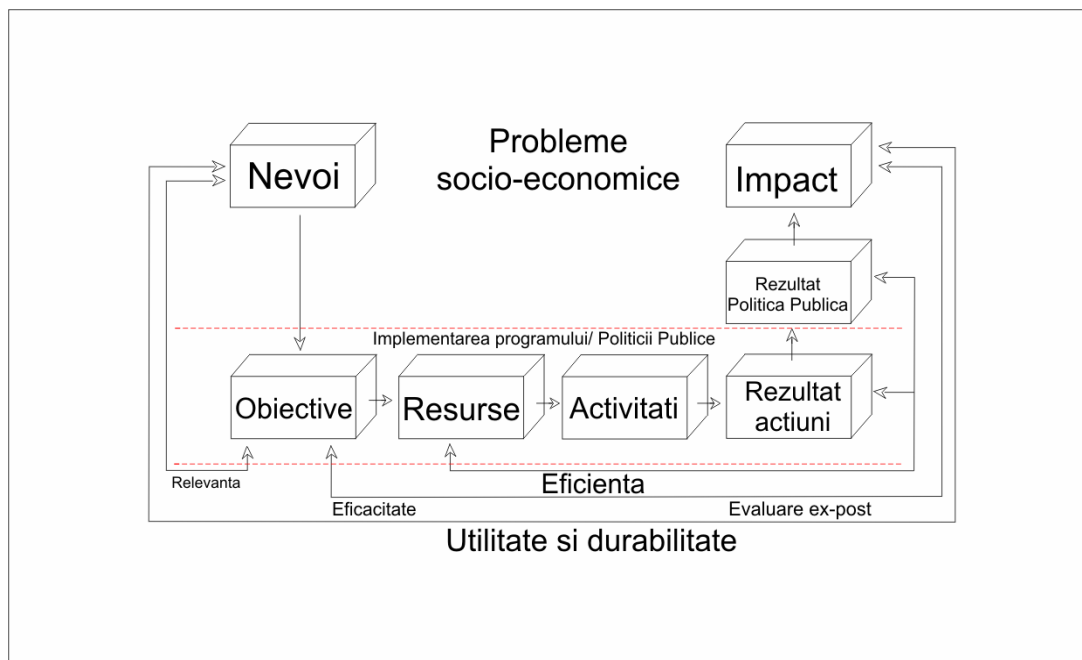 Probleme
socio-economice
Nevoi
Impact
Rezultat
Politica Publica
Implementarea programului/ Politicii Publice
Obiective
Resurse
Activitati
Rezultat
actiuni
Relevanta
Eficienta
Eficacitate
Evaluare ex-post
Utilitate si durabilitate